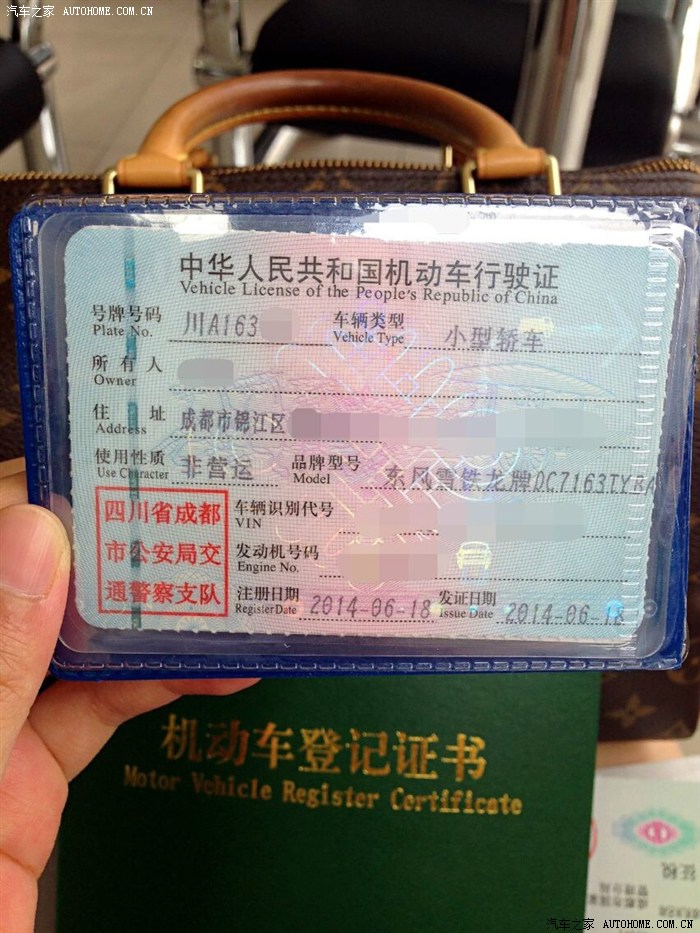 汽车之家 AUTOHOME.COM.CN
中华人民共和国机动车行驶证
Vehicle License of the People's Republic of China
号牌号码 川A163 车辆类型 小型轿车
Plate No. Vehicle Type
所有人
Owner
住址 成都市锦江区
Address
使用性质 非营运 品牌型号 东风雪铁龙牌DC7163TYBA
Use Character Model
四川省成都
市公安局交
通警察支队
车辆识别代号
VIN
发动机号码
Engine No.
注册日期 2014-06-18 发证日期 2014-06-18
Register Date Issue Date
机动车登记证书
Motor Vehicle Register Certificate
征税
汽车之家 AUTOHOME.COM.CN